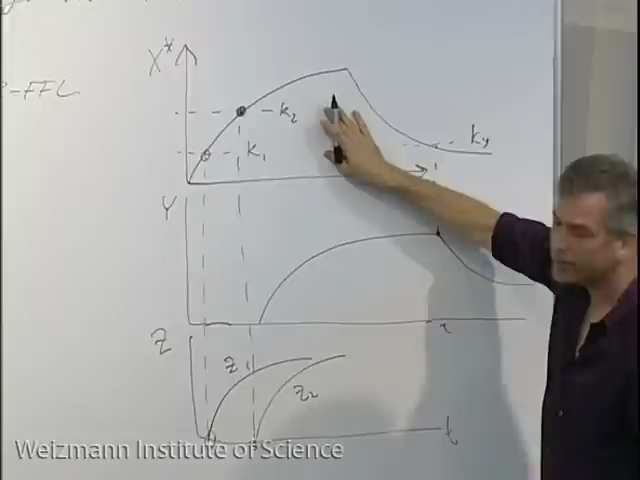 X*
-FFL
K2
K1
Ky
Y
Z
Z1
Z2
t
Weizmann Institute of Science